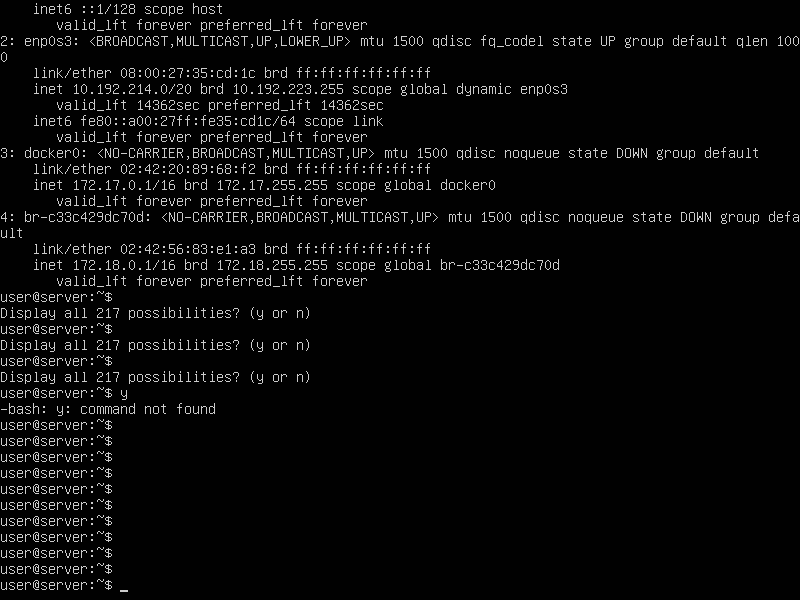 inet6 ::1/128 scope host
       valid_lft forever preferred_lft forever
2: enp0s3: <BROADCAST,MULTICAST,UP,LOWER_UP> mtu 1500 qdisc fq_codel state UP group default qlen 100
0
    link/ether 08:00:27:35:cd:1c brd ff:ff:ff:ff:ff:ff
    inet 10.192.214.0/20 brd 10.192.223.255 scope global dynamic enp0s3
       valid_lft 14362sec preferred_lft 14362sec
    inet6 fe80::a00:27ff:fe35:cd1c/64 scope link
       valid_lft forever preferred_lft forever
3: docker0: <NO-CARRIER,BROADCAST,MULTICAST,UP> mtu 1500 qdisc noqueue state DOWN group default
    link/ether 02:42:20:89:68:f2 brd ff:ff:ff:ff:ff:ff
    inet 172.17.0.1/16 brd 172.17.255.255 scope global docker0
       valid_lft forever preferred_lft forever
4: br-c33c429dc70d: <NO-CARRIER,BROADCAST,MULTICAST,UP> mtu 1500 qdisc noqueue state DOWN group defa
ult
    link/ether 02:42:56:83:e1:a3 brd ff:ff:ff:ff:ff:ff
    inet 172.18.0.1/16 brd 172.18.255.255 scope global br-c33c429dc70d
       valid_lft forever preferred_lft forever
user@server:~$
Display all 217 possibilities? (y or n)
user@server:~$
Display all 217 possibilities? (y or n)
user@server:~$
Display all 217 possibilities? (y or n)
user@server:~$ y
-bash: y: command not found
user@server:~$
user@server:~$
user@server:~$
user@server:~$
user@server:~$
user@server:~$
user@server:~$
user@server:~$
user@server:~$
user@server:~$
user@server:~$ _